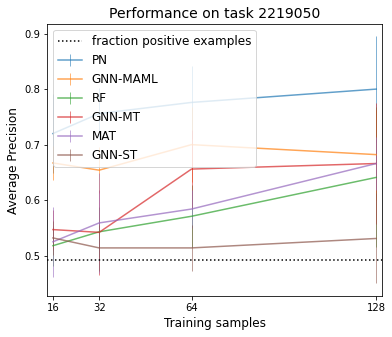 Performance on task 2219050
fraction positive examples
PN
GNN-MAML
RF
GNN-MT
MAT
GNN-ST
0.9
0.8
0.7
0.6
0.5
Average Precision
16 32 64 128
Training samples